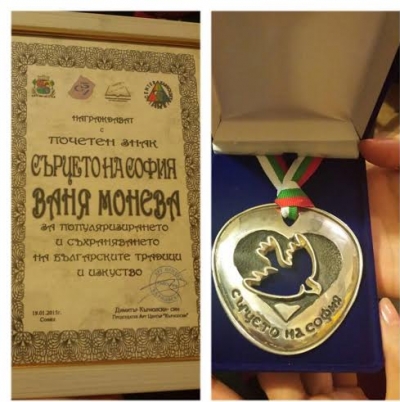 НАГРАЖДАВАТ
с
ПОЧЕТЕН ЗНАК
СЪРЦЕТО НА СОФИЯ
ВАНЯ МОНЕВА
ЗА ПОПУЛЯРИЗИРАНЕТО
И СЪХРАНЯВАНЕТО
НА БЪЛГАРСКИТЕ ТРАДИЦИИ
И ИЗКУСТВО
София
СЪРЦЕТО НА СОФИЯ